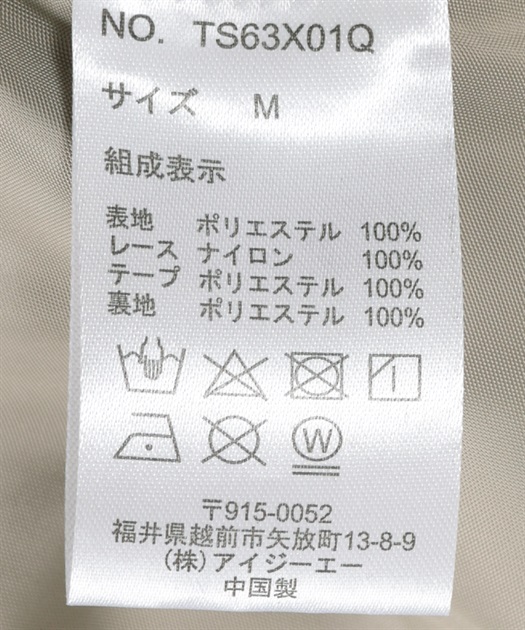 NO. TS63X01Q
サイズ M
組成表示
表地 ポリエステル 100%
レース ナイロン 100%
テープ ポリエステル 100%
裏地 ポリエステル 100%
W
〒915-0052
福井県越前市矢放町13-8-9
(株)アイジーエー
中国製